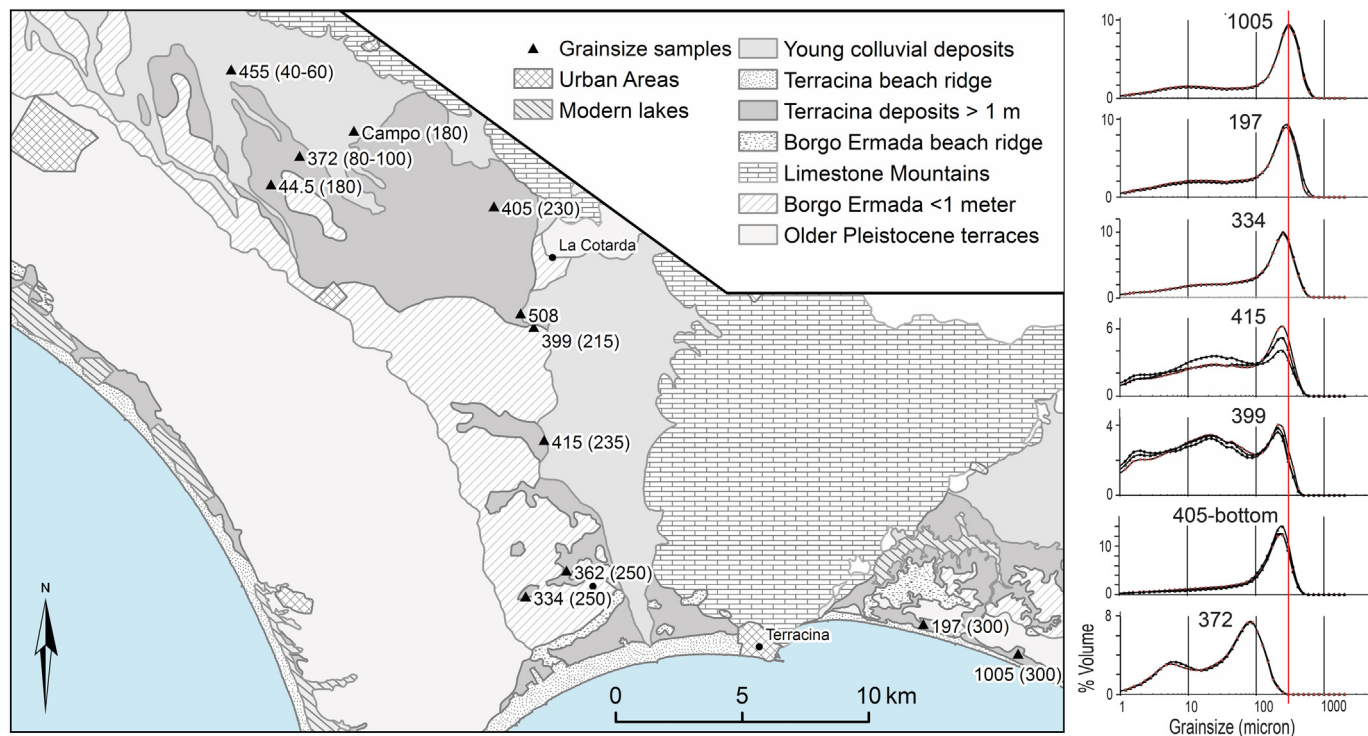 Grainsize samples
Urban Areas
Modern lakes
Young colluvial deposits
Terracina beach ridge
Terracina deposits > 1 m
Borgo Ermada beach ridge
Limestone Mountains
Borgo Ermada <1 meter
Older Pleistocene terraces
455 (40-60)
Campo (180)
372 (80-100)
44.5 (180)
405 (230)
La Cotarda
508
399 (215)
415 (235)
362 (250)
334 (250)
197 (300)
Terracina
1005 (300)
N
0 5 10 km
1005
10
0
197
10
0
334
10
0
415
6
0
399
4
0
405-bottom
10
0
372
8
0
% Volume
1 10 100 1000
Grainsize (micron)